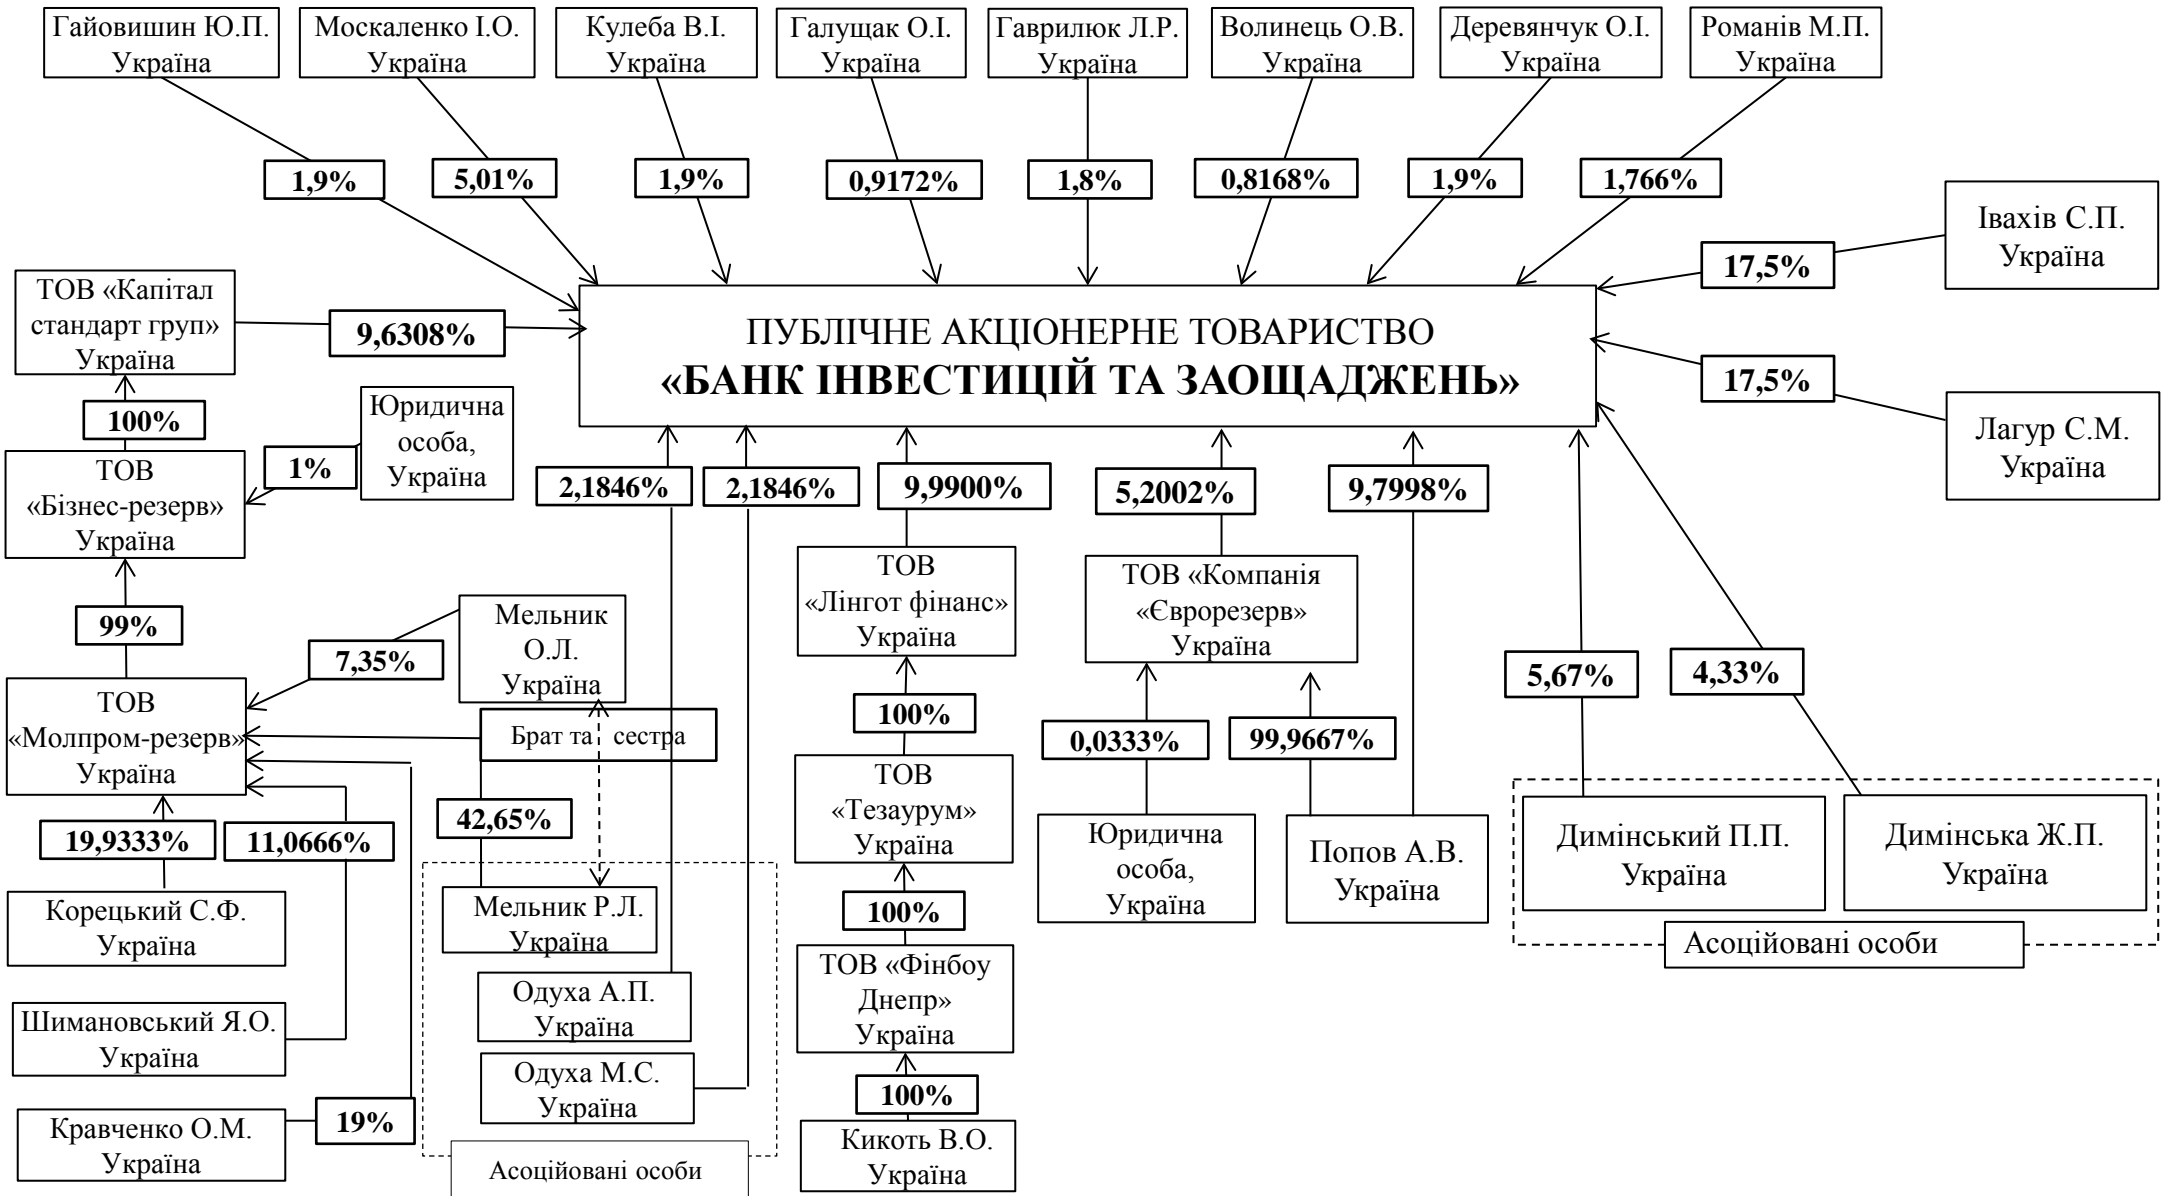 Гайовишин Ю.П.
Україна
Москаленко І.О.
Україна
Кулеба В.І.
Україна
Галущак О.І.
Україна
Гаврилюк Л.Р.
Україна
Волинець О.В.
Україна
Деревянчук О.І.
Україна
Романів М.П.
Україна
1,9%
5,01%
1,9%
0,9172%
1,8%
0,8168%
1,9%
1,766%
Івахів С.П.
Україна
17,5%
ТОВ «Капітал
стандарт груп»
Україна
9,6308%
ПУБЛІЧНЕ АКЦІОНЕРНЕ ТОВАРИСТВО
«БАНК ІНВЕСТИЦІЙ ТА ЗАОЩАДЖЕНЬ»
17,5%
Лагур С.М.
Україна
100%
Юридична
особа,
Україна
1%
ТОВ
«Бізнес-резерв»
Україна
2,1846%
2,1846%
9,9900%
5,2002%
9,7998%
ТОВ
«Лінгот фінанс»
Україна
ТОВ «Компанія
«Єврорезерв»
Україна
99%
Мельник
О.Л.
Україна
7,35%
5,67%
4,33%
ТОВ
«Молпром-резерв»
Україна
Брат та сестра
100%
0,0333%
99,9667%
ТОВ
«Тезаурум»
Україна
42,65%
19,9333%
11,0666%
Юридична
особа,
Україна
Попов А.В.
Україна
Димінський П.П.
Україна
Димінська Ж.П.
Україна
Асоційовані особи
Корецький С.Ф.
Україна
Мельник Р.Л.
Україна
100%
Одуха А.П.
Україна
ТОВ «Фінбоу
Днепр»
Україна
Шимановський Я.О.
Україна
Одуха М.С.
Україна
100%
Кравченко О.М.
Україна
19%
Асоційовані особи
Кикоть В.О.
Україна